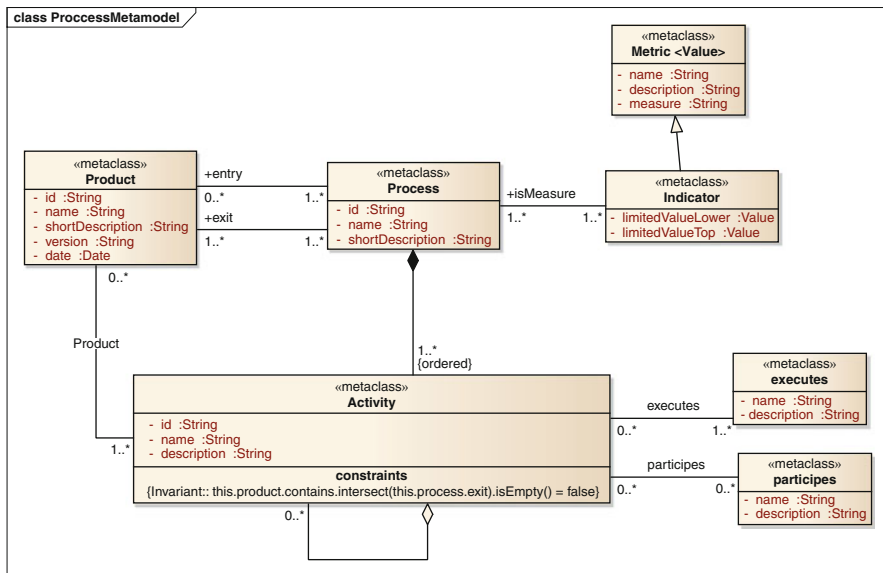 class ProccessMetamodel
«metaclass»
Metric <Value>
- name :String
- description :String
- measure :String
«metaclass»
Product
- id :String
- name :String
- shortDescription :String
- version :String
- date :Date
+entry
0..*
1..*
+exit
1..*
1..*
«metaclass»
Process
- id :String
- name :String
- shortDescription :String
+isMeasure
1..*
1..*
«metaclass»
Indicator
- limitedValueLower :Value
- limitedValueTop :Value
0..*
Product
1..*
1..*
{ordered}
«metaclass»
Activity
- id :String
- name :String
- description :String
constraints
{Invariant:: this.product.contains.intersect(this.process.exit).isEmpty() = false}
0..*
executes
0..*
1..*
«metaclass»
executes
- name :String
- description :String
participes
0..*
0..*
«metaclass»
participes
- name :String
- description :String